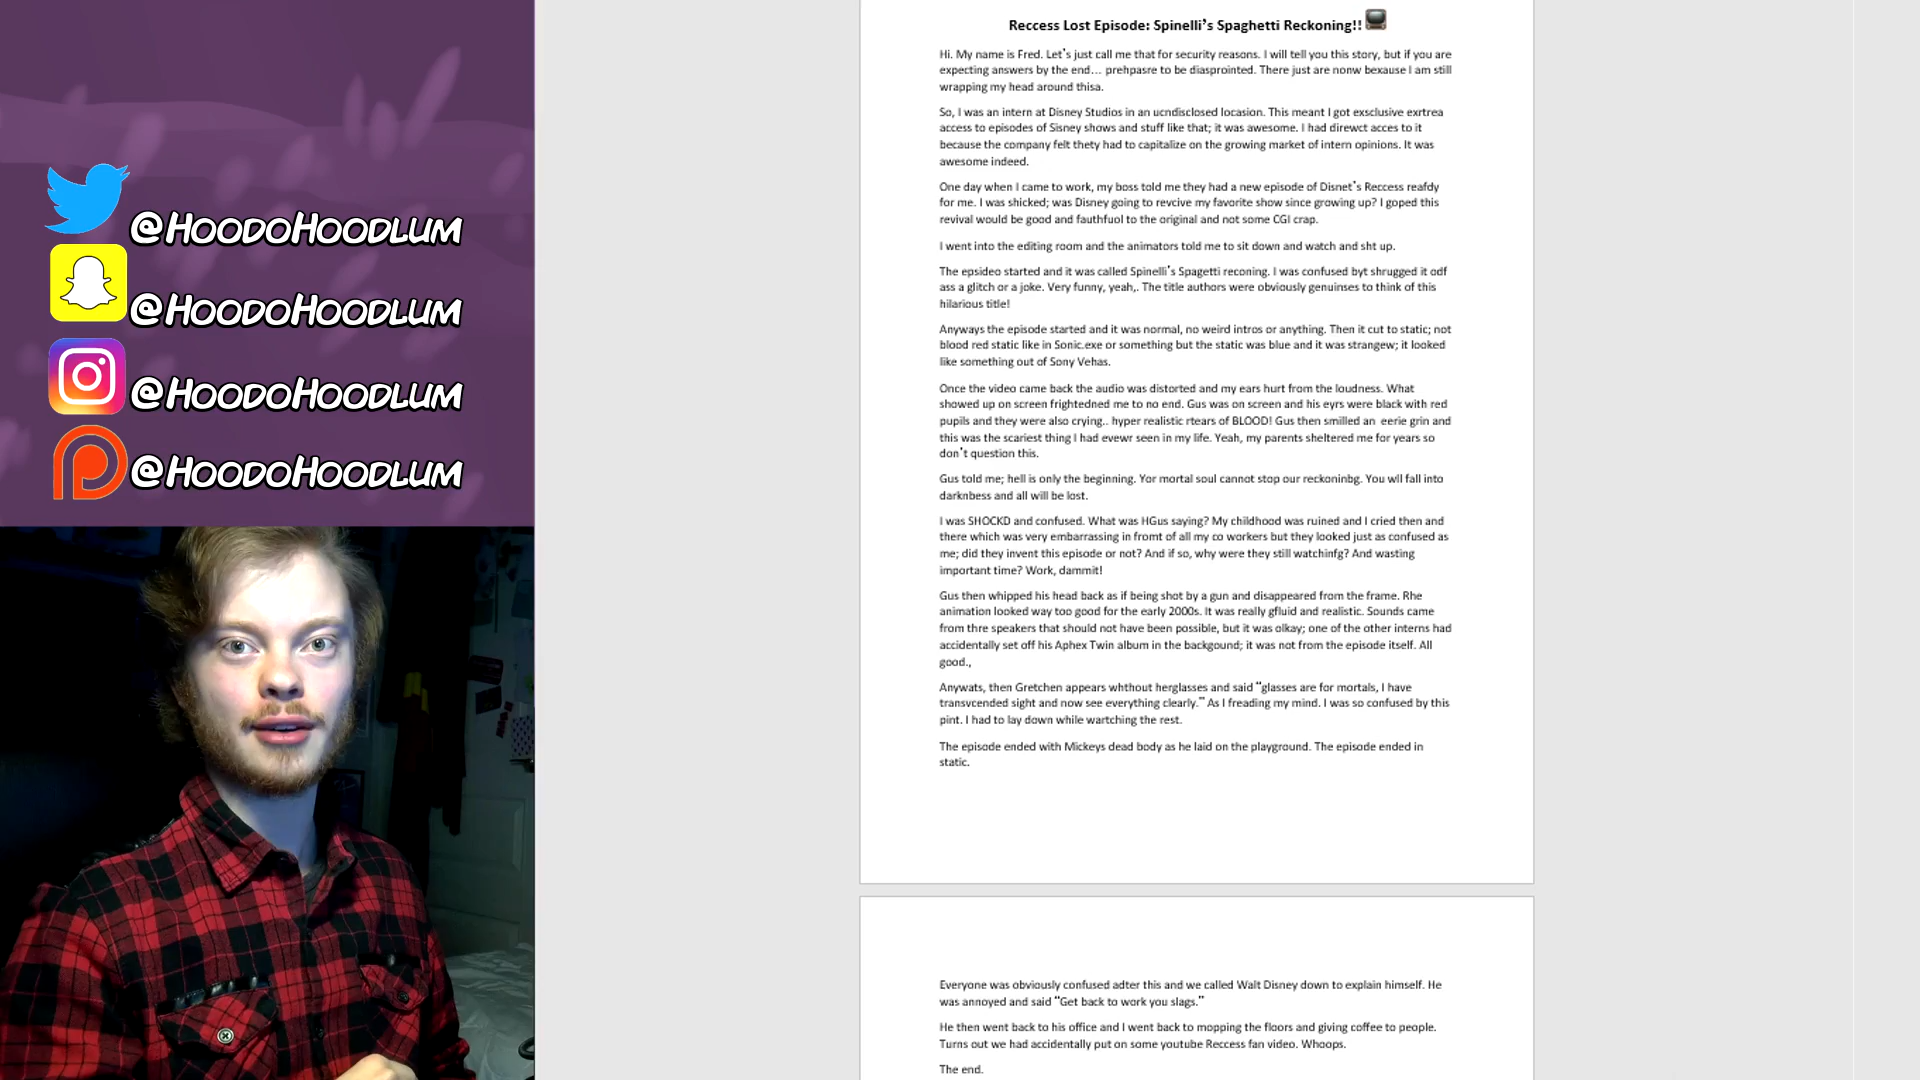 @HoodoHoodlum
@HoodoHoodlum
@HoodoHoodlum
@HoodoHoodlum
Reccess Lost Episode: Spinelli's Spaghetti Reckoning!!
Hi. My name is Fred. Let's just call me that for security reasons. I will tell you this story, but if you are
expecting answers by the end... prehpasre to be diasprointed. There just are nonw bexause I am still
wrapping my head around thisa.
So, I was an intern at Disney Studios in an ucndisclosed locasion. This meant I got exsclusive exrtrea
access to episodes of Sisney shows and stuff like that; it was awesome. I had direwct acces to it
because the company felt thety had to capitalize on the growing market of intern opinions. It was
awesome indeed.
One day when I came to work, my boss told me they had a new episode of Disnet's Reccess reafdy
for me. I was shicked; was Disney going to revcive my favorite show since growing up? I goped this
revival would be good and fauthfuol to the original and not some CGI crap.
I went into the editing room and the animators told me to sit down and watch and sht up.
The epsideo started and it was called Spinelli's Spagetti reconing. I was confused byt shrugged it odf
ass a glitch or a joke. Very funny, yeah,. The title authors were obviously genuinses to think of this
hilarious title!
Anyways the episode started and it was normal, no weird intros or anything. Then it cut to static; not
blood red static like in Sonic.exe or something but the static was blue and it was strangew; it looked
like something out of Sony Vehas.
Once the video came back the audio was distorted and my ears hurt from the loudness. What
showed up on screen frightedned me to no end. Gus was on screen and his eyrs were black with red
pupils and they were also crying.. hyper realistic rtears of BLOOD! Gus then smilled an eerie grin and
this was the scariest thing I had evewr seen in my life. Yeah, my parents sheltered me for years so
don't question this.
Gus told me; hell is only the beginning. Yor mortal soul cannot stop our reckoninbg. You wll fall into
darknbess and all will be lost.
I was SHOCKD and confused. What was HGus saying? My childhood was ruined and I cried then and
there which was very embarrassing in fromt of all my co workers but they looked just as confused as
me; did they invent this episode or not? And if so, why were they still watchinfg? And wasting
important time? Work, dammit!
Gus then whipped his head back as if being shot by a gun and disappeared from the frame. Rhe
animation looked way too good for the early 2000s. It was really gfluid and realistic. Sounds came
from thre speakers that should not have been possible, but it was olkay; one of the other interns had
accidentally set off his Aphex Twin album in the backgound; it was not from the episode itself. All
good.,
Anywats, then Gretchen appears whthout herglasses and said "glasses are for mortals, I have
transvcended sight and now see everything clearly." As I freading my mind. I was so confused by this
pint. I had to lay down while wartching the rest.
The episode ended with Mickeys dead body as he laid on the playground. The episode ended in
static.
Everyone was obviously confused adter this and we called Walt Disney down to explain himself. He
was annoyed and said "Get back to work you slags."
He then went back to his office and I went back to mopping the floors and giving coffee to people.
Turns out we had accidentally put on some youtube Reccess fan video. Whoops.
The end.